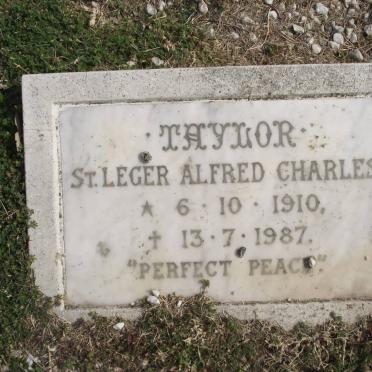 · TAYLOR ·
ST. LEGER ALFRED CHARLES
★ 6 · 10 · 1910.
✝ 13 · 7 · 1987.
"PERFECT PEACE"